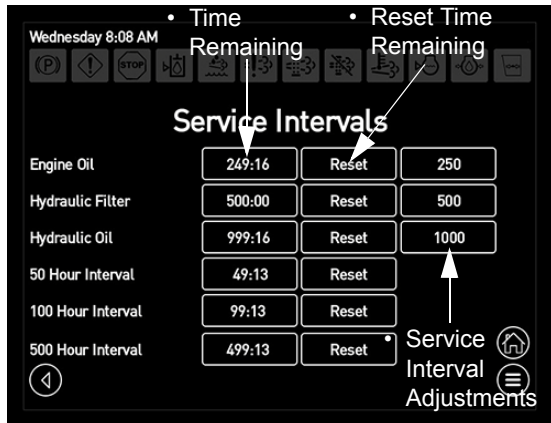 • Time Remaining
• Reset Time Remaining
Wednesday 8:08 AM
(P) STOP
Service Intervals
Engine Oil 249:16 Reset 250
Hydraulic Filter 500:00 Reset 500
Hydraulic Oil 999:16 Reset 1000
50 Hour Interval 49:13 Reset
100 Hour Interval 99:13 Reset
500 Hour Interval 499:13 Reset
• Service
Interval
Adjustments